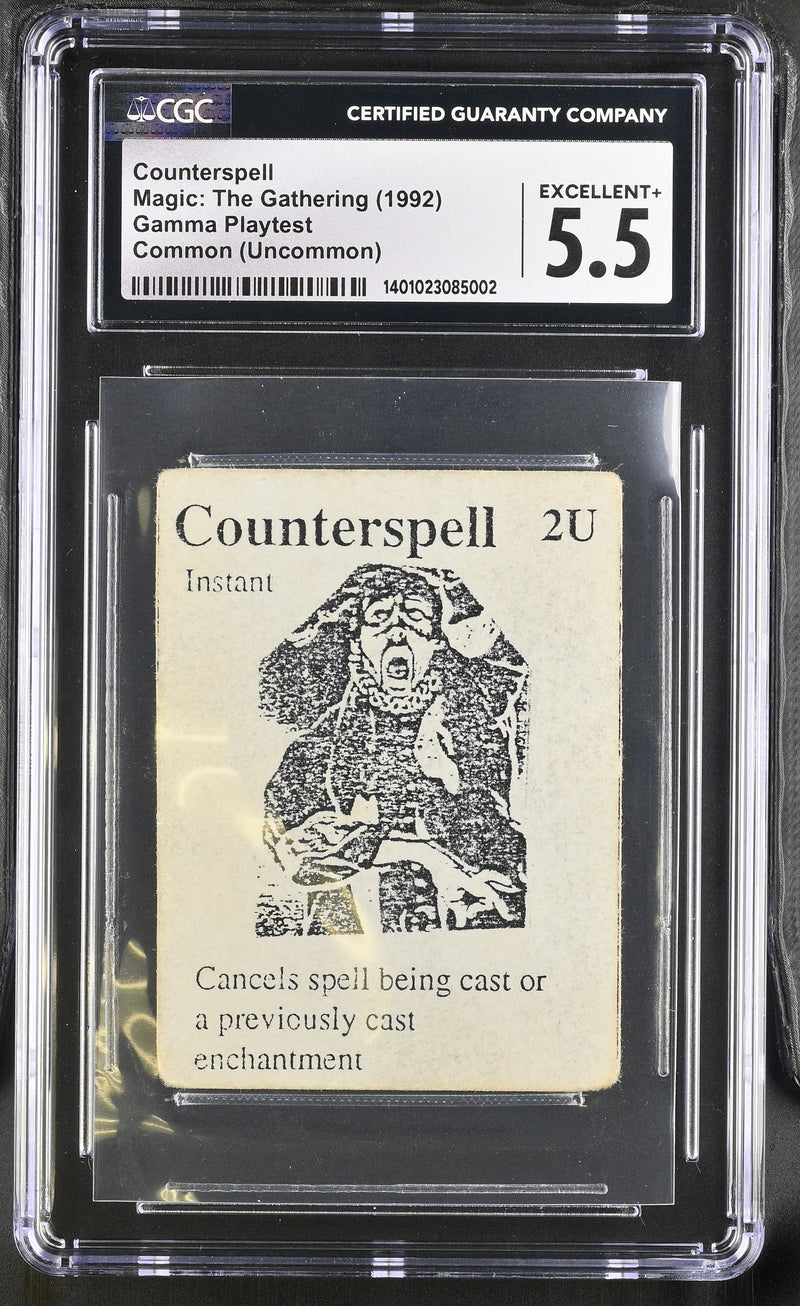 CGC
CERTIFIED GUARANTY COMPANY
Counterspell
Magic: The Gathering (1992)
Gamma Playtest
Common (Uncommon)
EXCELLENT+
5.5
1401023085002
Counterspell 2U
Instant
Cancels spell being cast or
a previously cast
enchantment